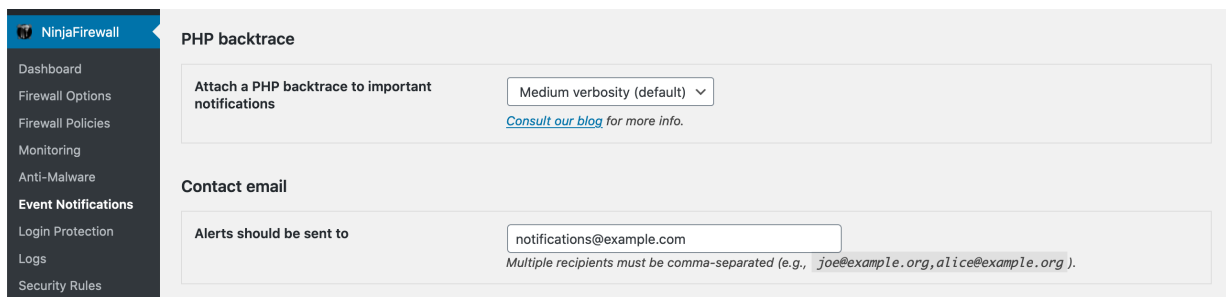 NinjaFirewall
Dashboard
Firewall Options
Firewall Policies
Monitoring
Anti-Malware
Event Notifications
Login Protection
Logs
Security Rules
PHP backtrace
Attach a PHP backtrace to important
notifications
Medium verbosity (default)
Consult our blog for more info.
Contact email
Alerts should be sent to
notifications@example.com
Multiple recipients must be comma-separated (e.g., joe@example.org,alice@example.org ).